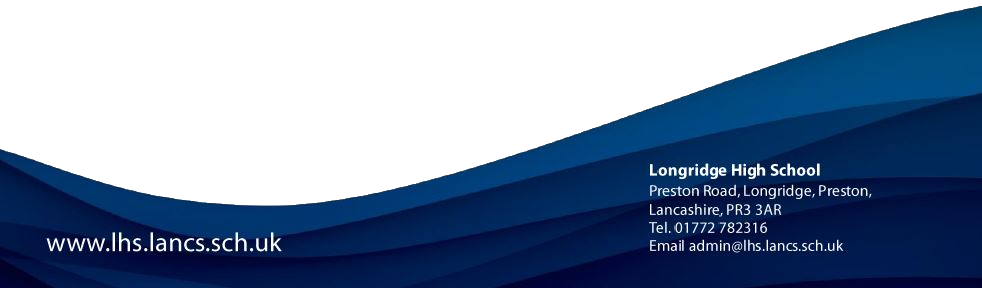 Longridge High School
Preston Road, Longridge, Preston,
Lancashire, PR3 3AR
Tel. 01772 782316
Email admin@lhs.lancs.sch.uk
www.lhs.lancs.sch.uk